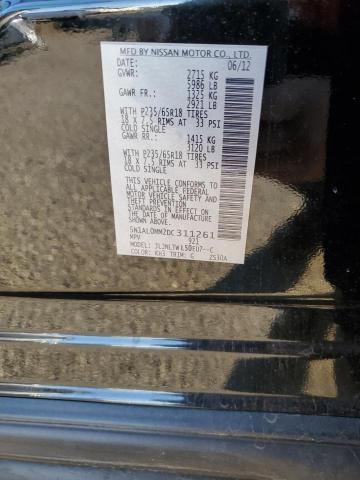 MFD BY NISSAN MOTOR CO., LTD.
DATE: 06/12
GVWR: 2715 KG
5986 LB
GAWR FR.: 1325 KG
2921 LB
WITH P235/65R18 TIRES
18 X 7.5 RIMS AT 33 PSI
COLD SINGLE
GAWR RR.: 1415 KG
3120 LB
WITH P235/65R18 TIRES
18 X 7.5 RIMS AT 33 PSI
COLD SINGLE
THIS VEHICLE CONFORMS TO
ALL APPLICABLE FEDERAL
MOTOR VEHICLE SAFETY
STANDARDS IN EFFECT ON
THE DATE OF MANUFACTURE
SHOWN ABOVE.
5N1AL0MM2DC311261
MPV 921
MODEL: JLJNLTWL50EU7--C
COLOR: KH3 TRIM: G ZS30A